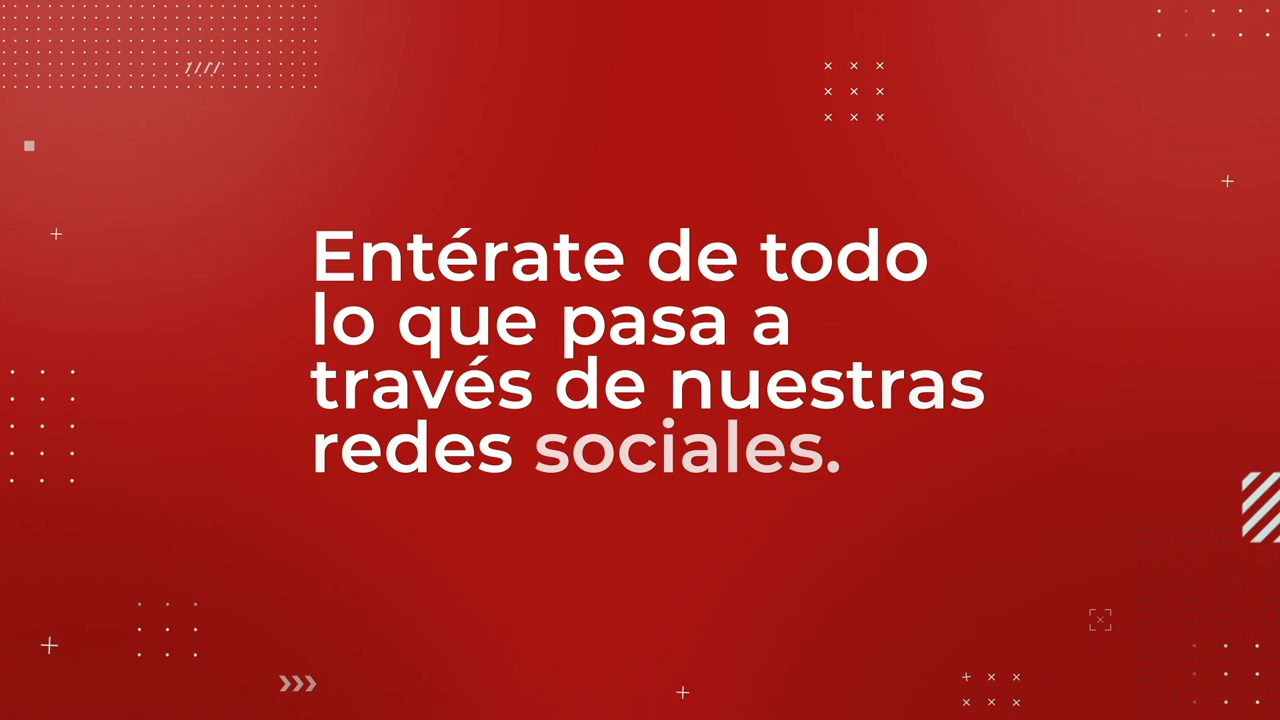 Entérate de todo
lo que pasa a
través de nuestras
redes sociales.